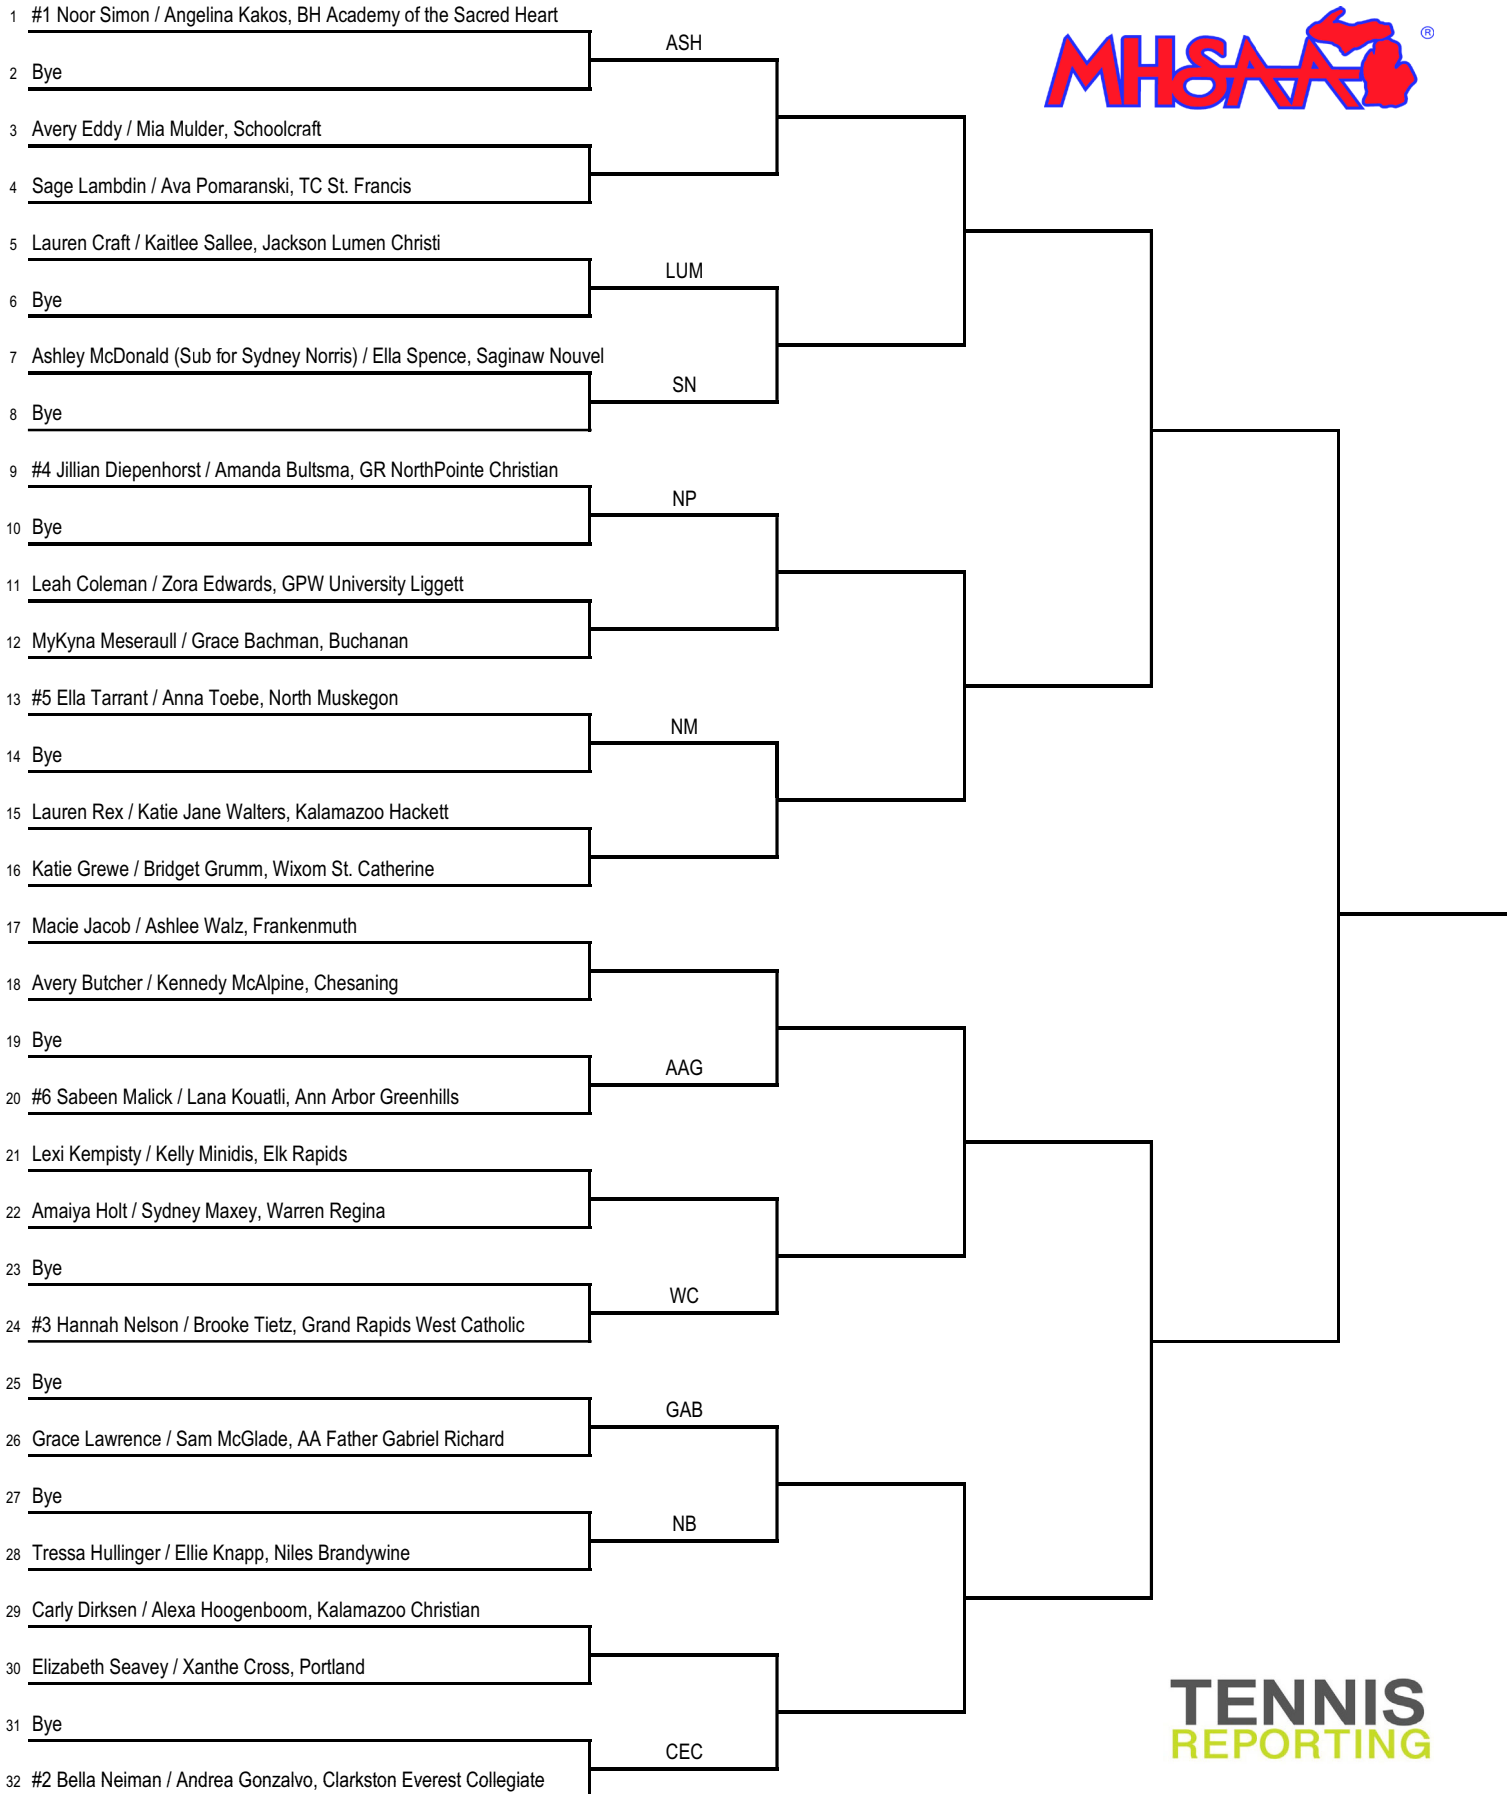 1 #1 Noor Simon / Angelina Kakos, BH Academy of the Sacred Heart
ASH
MHSAA ®
2 Bye
3 Avery Eddy / Mia Mulder, Schoolcraft
4 Sage Lambdin / Ava Pomaranski, TC St. Francis
5 Lauren Craft / Kaitlee Sallee, Jackson Lumen Christi
LUM
6 Bye
7 Ashley McDonald (Sub for Sydney Norris) / Ella Spence, Saginaw Nouvel
SN
8 Bye
9 #4 Jillian Diepenhorst / Amanda Bultsma, GR NorthPointe Christian
NP
10 Bye
11 Leah Coleman / Zora Edwards, GPW University Liggett
12 MyKyna Meseraull / Grace Bachman, Buchanan
13 #5 Ella Tarrant / Anna Toebe, North Muskegon
NM
14 Bye
15 Lauren Rex / Katie Jane Walters, Kalamazoo Hackett
16 Katie Grewe / Bridget Grumm, Wixom St. Catherine
17 Macie Jacob / Ashlee Walz, Frankenmuth
18 Avery Butcher / Kennedy McAlpine, Chesaning
19 Bye
AAG
20 #6 Sabeen Malick / Lana Kouatli, Ann Arbor Greenhills
21 Lexi Kempisty / Kelly Minidis, Elk Rapids
22 Amaiya Holt / Sydney Maxey, Warren Regina
23 Bye
WC
24 #3 Hannah Nelson / Brooke Tietz, Grand Rapids West Catholic
25 Bye
GAB
26 Grace Lawrence / Sam McGlade, AA Father Gabriel Richard
27 Bye
NB
28 Tressa Hullinger / Ellie Knapp, Niles Brandywine
29 Carly Dirksen / Alexa Hoogenboom, Kalamazoo Christian
30 Elizabeth Seavey / Xanthe Cross, Portland
31 Bye
CEC
32 #2 Bella Neiman / Andrea Gonzalvo, Clarkston Everest Collegiate
TENNIS
REPORTING